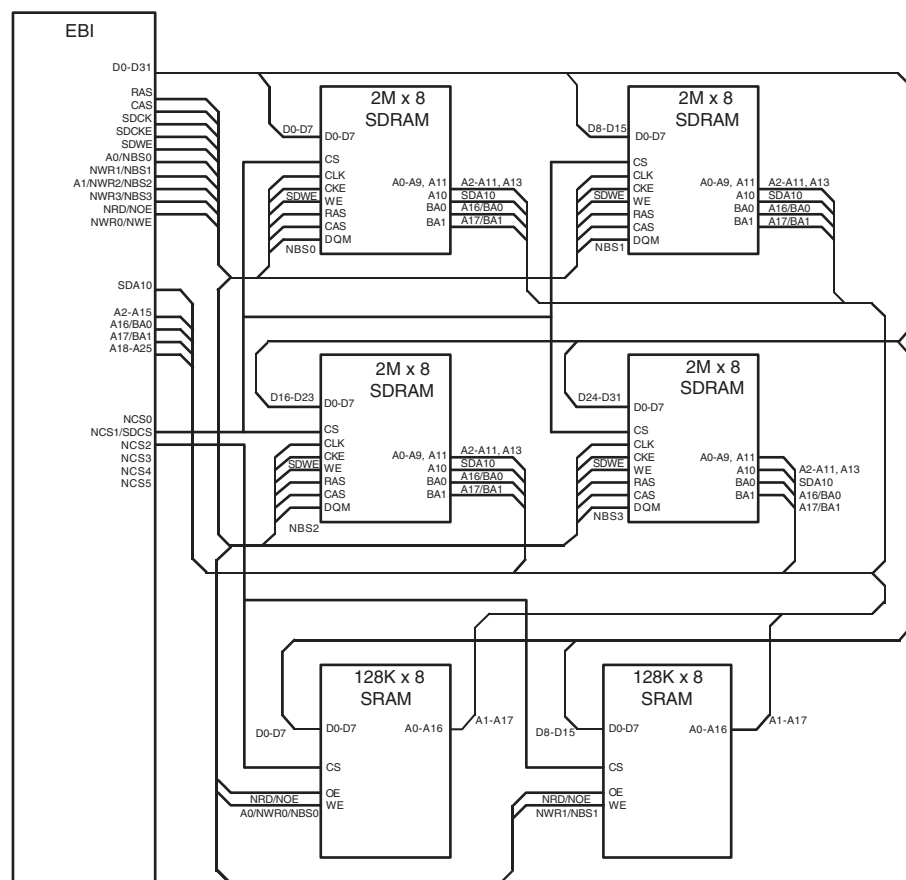 EBI
D0-D31
RAS
CAS
SDCK
SDCKE
SDWE
A0/NBS0
NWR1/NBS1
A1/NWR2/NBS2
NWR3/NBS3
NRD/NOE
NWR0/NWE
SDA10
A2-A15
A16/BA0
A17/BA1
A18-A25
NCS0
NCS1/SDCS
NCS2
NCS3
NCS4
NCS5
2M x 8
SDRAM
D0-D7
D0-D7
CS
CLK
CKE
SDWE
WE
RAS
CAS
DQM
NBS0
A0-A9, A11
A10
BA0
BA1
A2-A11, A13
SDA10
A16/BA0
A17/BA1
2M x 8
SDRAM
D8-D15
D0-D7
CS
CLK
CKE
SDWE
WE
RAS
CAS
DQM
NBS1
A0-A9, A11
A10
BA0
BA1
A2-A11, A13
SDA10
A16/BA0
A17/BA1
2M x 8
SDRAM
D16-D23
D0-D7
CS
CLK
CKE
SDWE
WE
RAS
CAS
DQM
NBS2
A0-A9, A11
A10
BA0
BA1
A2-A11, A13
SDA10
A16/BA0
A17/BA1
2M x 8
SDRAM
D24-D31
D0-D7
CS
CLK
CKE
SDWE
WE
RAS
CAS
DQM
NBS3
A0-A9, A11
A10
BA0
BA1
A2-A11, A13
SDA10
A16/BA0
A17/BA1
128K x 8
SRAM
D0-D7
D0-D7
A0-A16
A1-A17
CS
OE
NRD/NOE
WE
A0/NWR0/NBS0
128K x 8
SRAM
D8-D15
D0-D7
A0-A16
A1-A17
CS
OE
NRD/NOE
WE
NWR1/NBS1